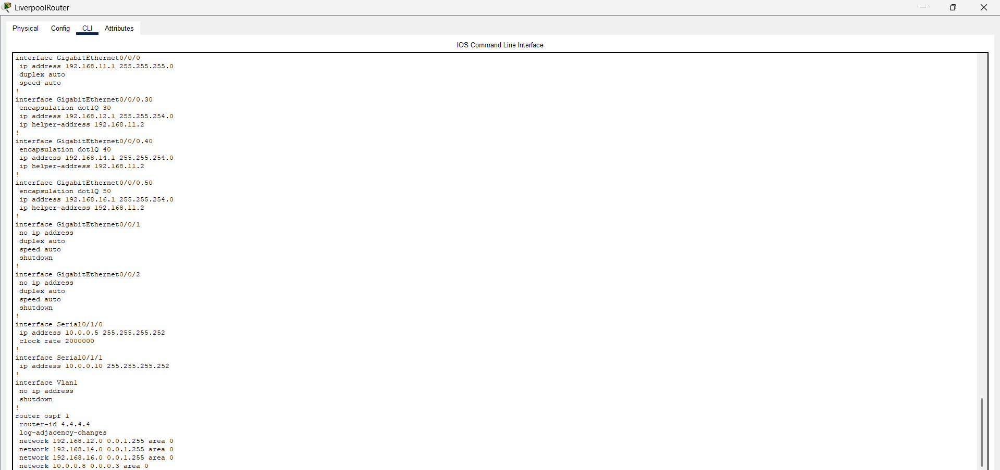 LiverpoolRouter
Physical Config CLI Attributes
IOS Command Line Interface
interface GigabitEthernet0/0/0
 ip address 192.168.11.1 255.255.255.0
 duplex auto
 speed auto
!
interface GigabitEthernet0/0/0.30
 encapsulation dot1Q 30
 ip address 192.168.12.1 255.255.254.0
 ip helper-address 192.168.11.2
!
interface GigabitEthernet0/0/0.40
 encapsulation dot1Q 40
 ip address 192.168.14.1 255.255.254.0
 ip helper-address 192.168.11.2
!
interface GigabitEthernet0/0/0.50
 encapsulation dot1Q 50
 ip address 192.168.16.1 255.255.254.0
 ip helper-address 192.168.11.2
!
interface GigabitEthernet0/0/1
 no ip address
 duplex auto
 speed auto
 shutdown
!
interface GigabitEthernet0/0/2
 no ip address
 duplex auto
 speed auto
 shutdown
!
interface Serial0/1/0
 ip address 10.0.0.5 255.255.255.252
 clock rate 2000000
!
interface Serial0/1/1
 ip address 10.0.0.10 255.255.255.252
!
interface Vlan1
 no ip address
 shutdown
!
router ospf 1
 router-id 4.4.4.4
 log-adjacency-changes
 network 192.168.12.0 0.0.1.255 area 0
 network 192.168.14.0 0.0.1.255 area 0
 network 192.168.16.0 0.0.1.255 area 0
 network 10.0.0.8 0.0.0.3 area 0